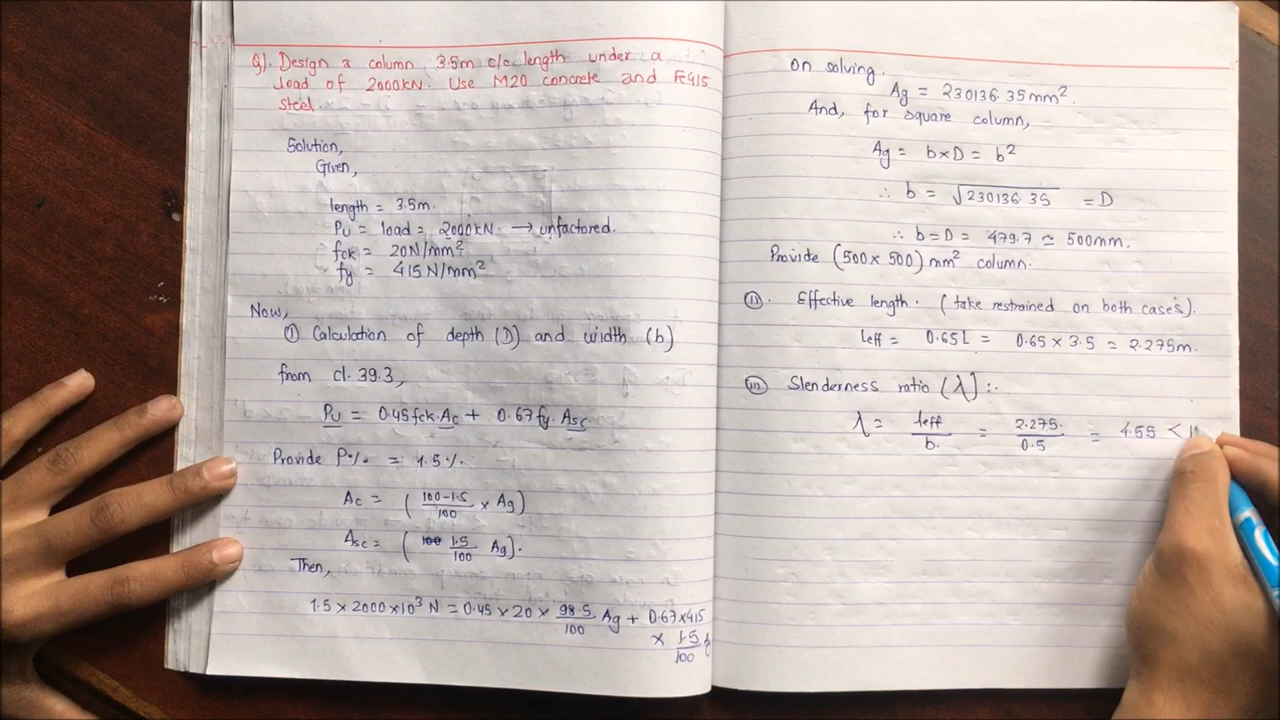 Q). Design a column 3.5m c/c length under a
load of 2000kN. Use M20 concrete and Fe415
steel.
Solution,
Given,
length = 3.5m.
Pu = load = 2000kN. → unfactored.
fck = 20N/mm²
fy = 415N/mm²
Now,
① Calculation of depth (D) and width (b)
from cl. 39.3,
Pu = 0.45fck.Ac + 0.67fy.Asc
Provide P% = 1.5%
Ac = (100-1.5/100 × Ag)
Asc = (1.5/100 Ag).
Then,
1.5 × 2000 × 10³ N = 0.45 × 20 × 98.5/100 Ag + 0.67×415
× 1.5/100
On solving.
Ag = 230136.35mm².
And, for square column,
Ag = b×D = b²
∴ b = √230136.35 = D
∴ b=D = 479.7 ≃ 500mm.
Provide (500 × 500) mm² column.
ⓘⓘ. Effective length. (take restrained on both case's).
leff = 0.65L = 0.65 × 3.5 = 2.275m.
ⓘⓘⓘ Slenderness ratio (λ) :-
λ = leff/b. = 2.275./0.5 = 4.55 <